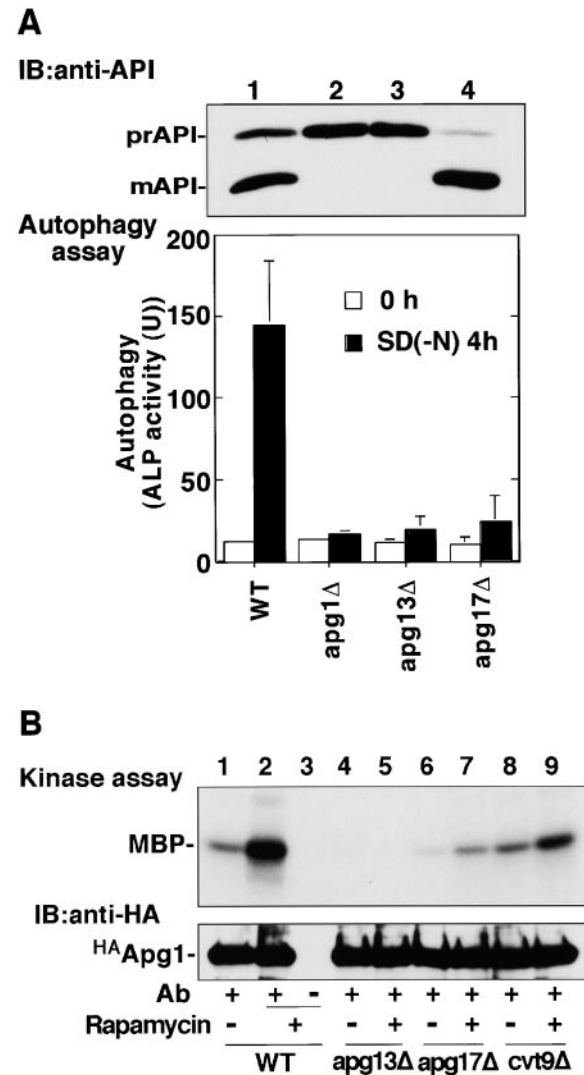 A
IB:anti-API
1 2 3 4
prAPI-
mAPI-
Autophagy
assay
Autophagy
(ALP activity (U))
200
150
100
50
0
0 h
SD(-N) 4h
WT apg1Δ apg13Δ apg17Δ
B
Kinase assay
1 2 3 4 5 6 7 8 9
MBP-
IB:anti-HA
HAApg1-
Ab + + - + + + + + +
Rapamycin - + - + - + - +
WT apg13Δ apg17Δ cvt9Δ